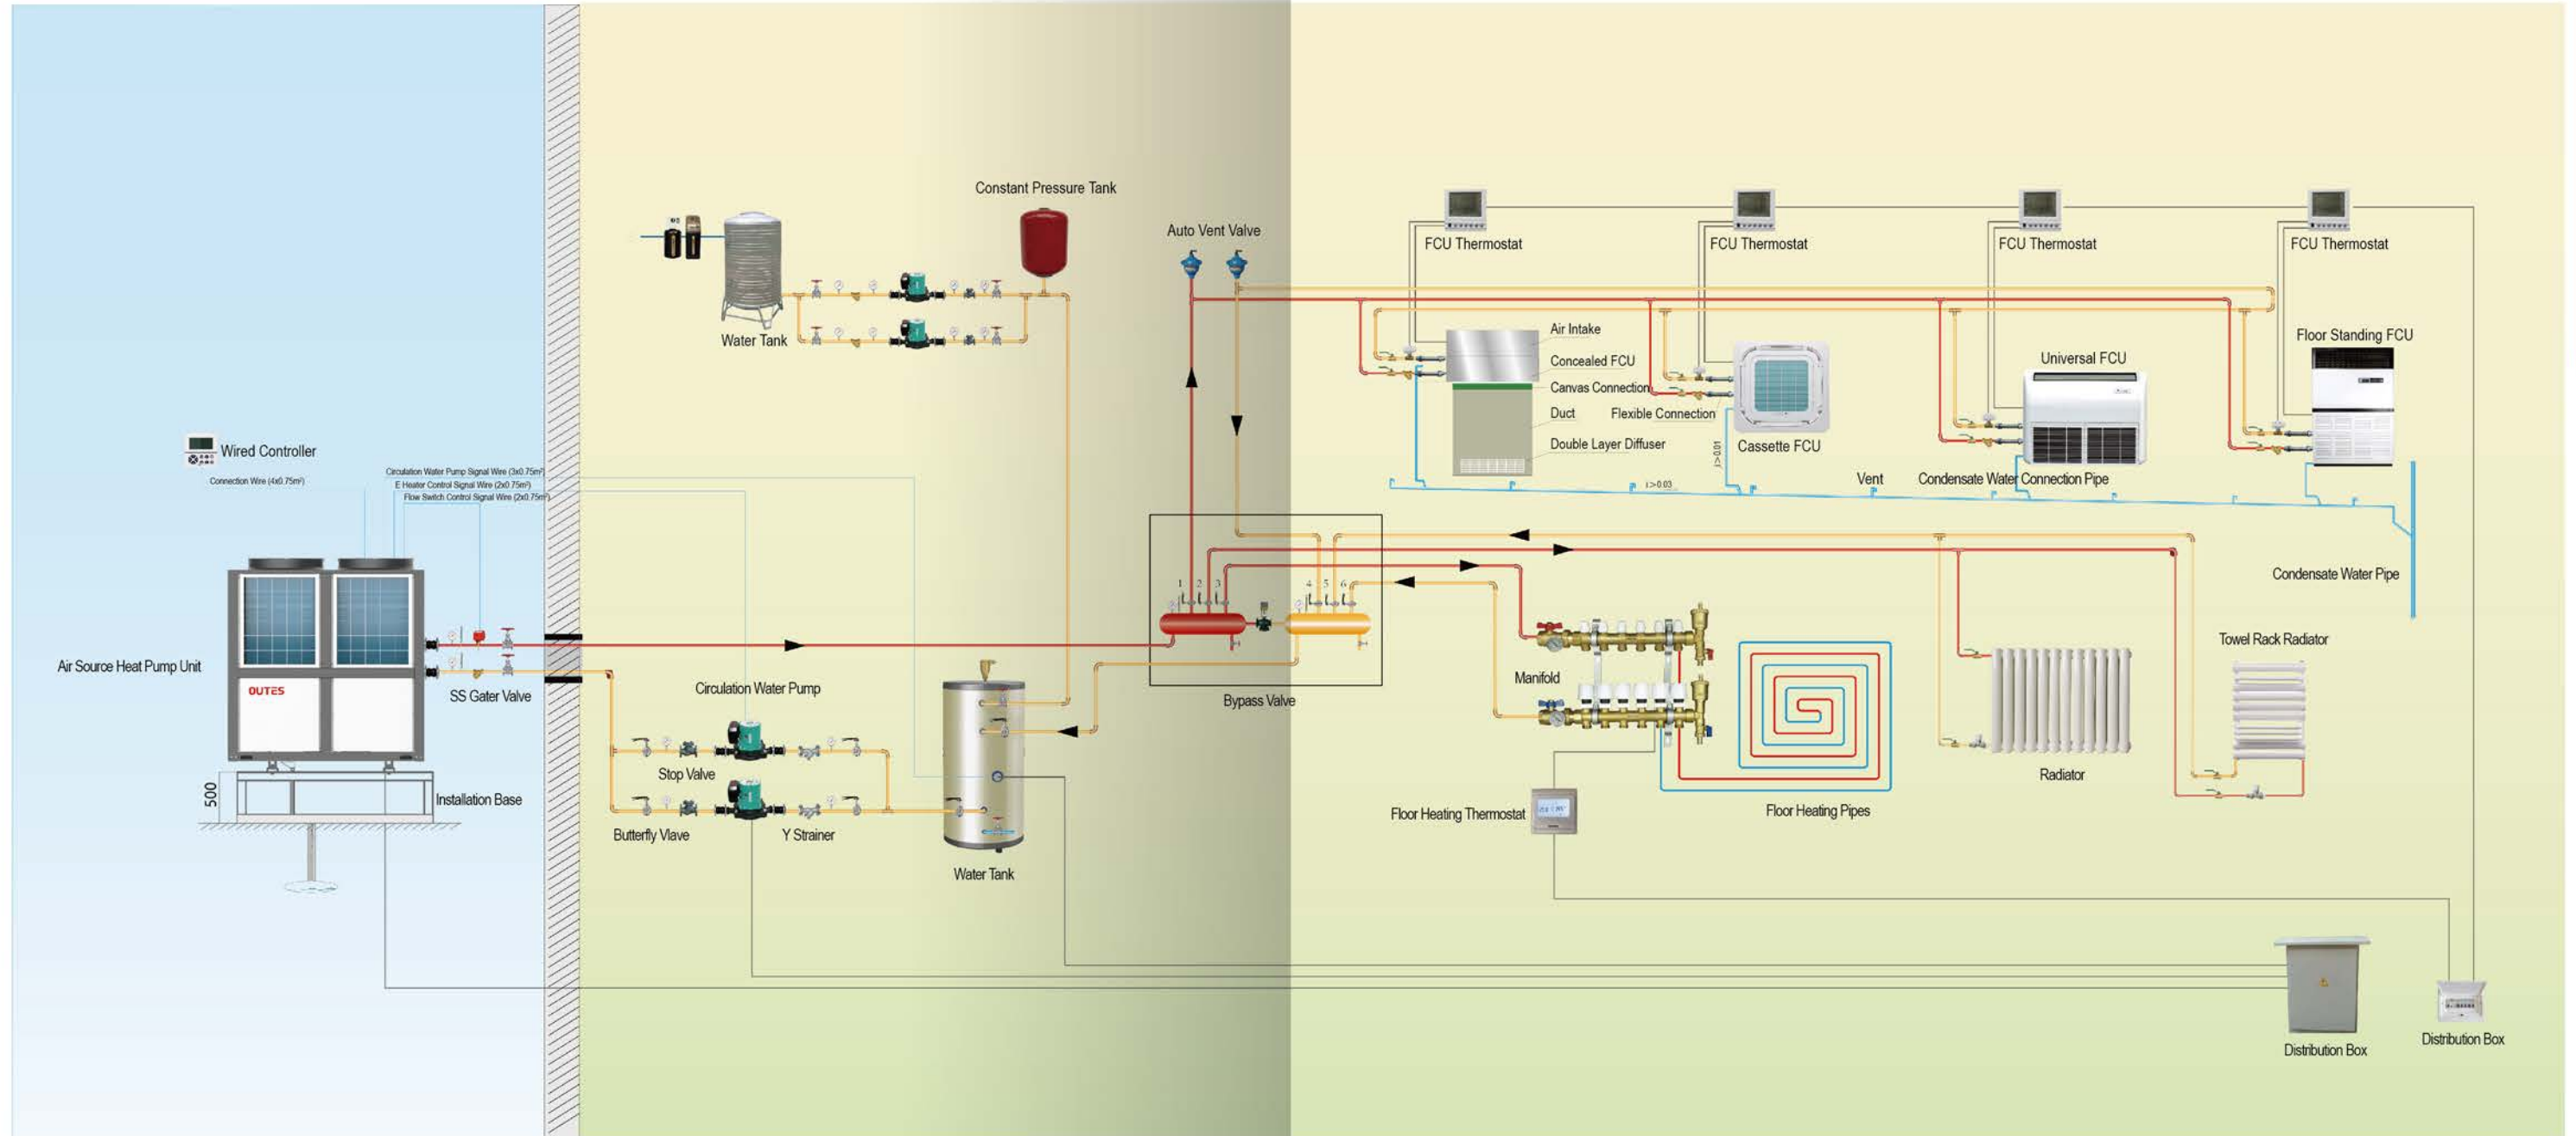 Constant Pressure Tank
Auto Vent Valve
FCU Thermostat
FCU Thermostat
FCU Thermostat
FCU Thermostat
Water Tank
Air Intake
Concealed FCU
Canvas Connection
Duct
Flexible Connection
Double Layer Diffuser
Cassette FCU
Universal FCU
Floor Standing FCU
i>0.01
i>0.03
Vent
Condensate Water Connection Pipe
Condensate Water Pipe
Wired Controller
Connection Wire (4x0.75m²)
Circulation Water Pump Signal Wire (3x0.75m²)
E Heater Control Signal Wire (2x0.75m²)
Flow Switch Control Signal Wire (2x0.75m²)
1 2 3
4 5 6
Air Source Heat Pump Unit
OUTES
SS Gater Valve
Circulation Water Pump
Bypass Valve
Manifold
Towel Rack Radiator
Stop Valve
Radiator
500
Installation Base
Butterfly Vlave
Y Strainer
Water Tank
Floor Heating Thermostat
Floor Heating Pipes
Distribution Box
Distribution Box